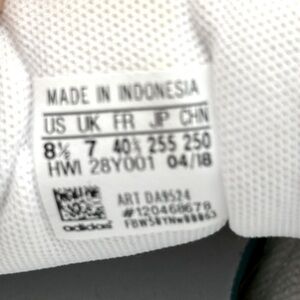 MADE IN INDONESIA
US UK FR JP CHN
8½ 7 40⅔ 255 250
HWI 28Y001 04/18
ART DA9524
#120468678
adidas